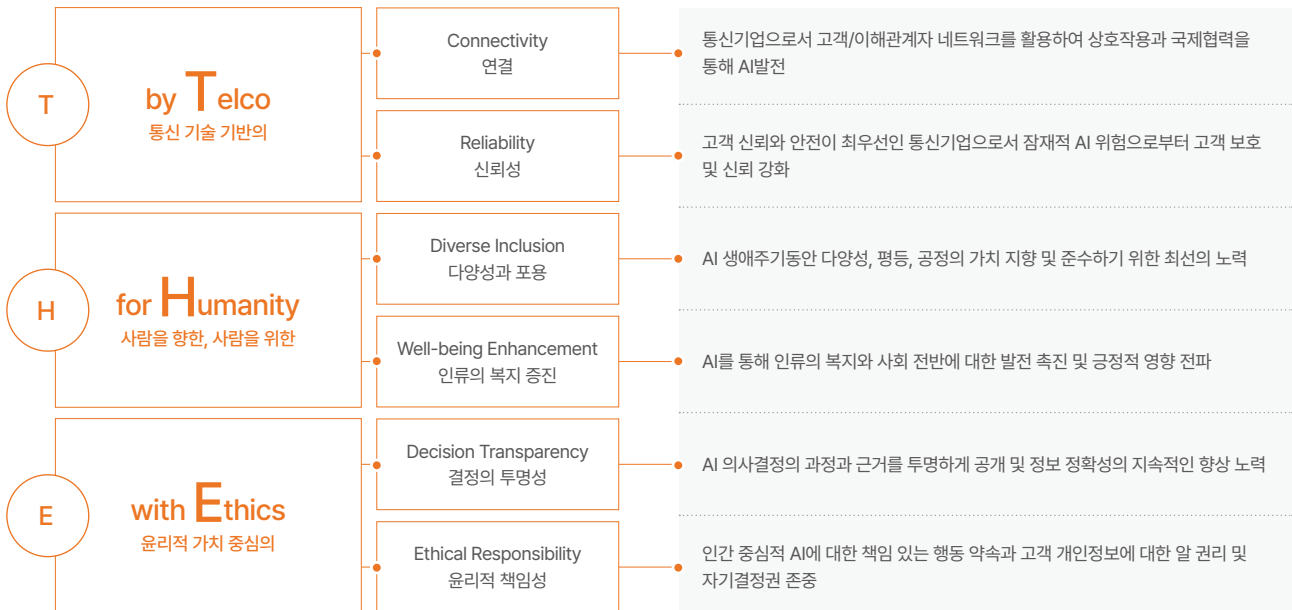 T
by Telco
통신 기술 기반의
Connectivity
연결
통신기업으로서 고객/이해관계자 네트워크를 활용하여 상호작용과 국제협력을
통해 AI발전
Reliability
신뢰성
고객 신뢰와 안전이 최우선인 통신기업으로서 잠재적 AI 위험으로부터 고객 보호
및 신뢰 강화
H
for Humanity
사람을 향한, 사람을 위한
Diverse Inclusion
다양성과 포용
AI 생애주기동안 다양성, 평등, 공정의 가치 지향 및 준수하기 위한 최선의 노력
Well-being Enhancement
인류의 복지 증진
AI를 통해 인류의 복지와 사회 전반에 대한 발전 촉진 및 긍정적 영향 전파
E
with Ethics
윤리적 가치 중심의
Decision Transparency
결정의 투명성
AI 의사결정의 과정과 근거를 투명하게 공개 및 정보 정확성의 지속적인 향상 노력
Ethical Responsibility
윤리적 책임성
인간 중심적 AI에 대한 책임 있는 행동 약속과 고객 개인정보에 대한 알 권리 및
자기결정권 존중